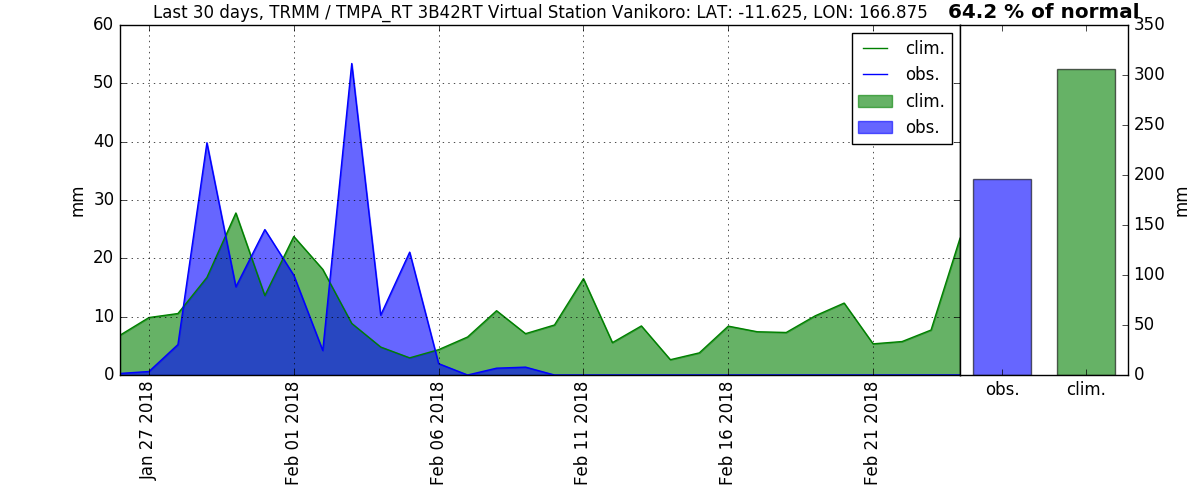 Last 30 days, TRMM / TMPA_RT 3B42RT Virtual Station Vanikoro: LAT: -11.625, LON: 166.875
64.2 % of normal
60
50
40
30
20
10
0
mm
clim.
obs.
clim.
obs.
Jan 27 2018
Feb 01 2018
Feb 06 2018
Feb 11 2018
Feb 16 2018
Feb 21 2018
350
300
250
200
150
100
50
0
mm
obs.
clim.